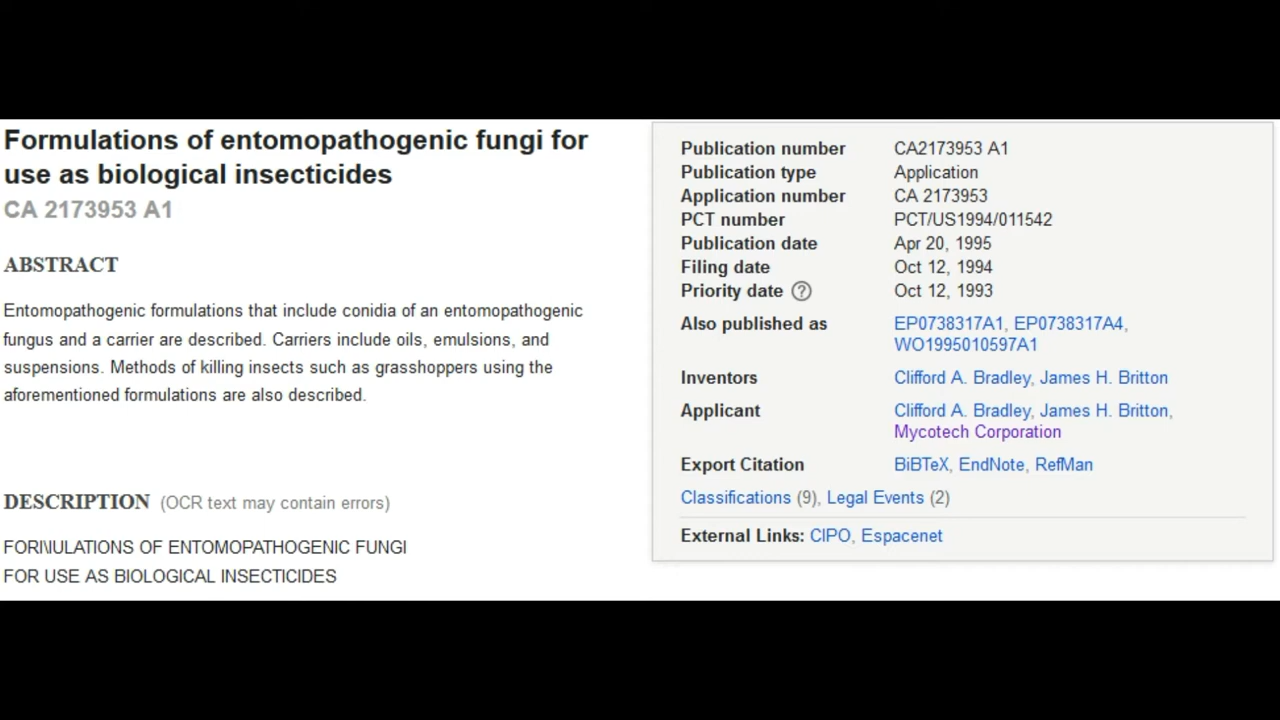 Formulations of entomopathogenic fungi for
use as biological insecticides
CA 2173953 A1
ABSTRACT
Entomopathogenic formulations that include conidia of an entomopathogenic
fungus and a carrier are described. Carriers include oils, emulsions, and
suspensions. Methods of killing insects such as grasshoppers using the
aforementioned formulations are also described.
DESCRIPTION (OCR text may contain errors)
FORI\IULATIONS OF ENTOMOPATHOGENIC FUNGI
FOR USE AS BIOLOGICAL INSECTICIDES
Publication number CA2173953 A1
Publication type Application
Application number CA 2173953
PCT number PCT/US1994/011542
Publication date Apr 20, 1995
Filing date Oct 12, 1994
Priority date ? Oct 12, 1993
Also published as EP0738317A1, EP0738317A4,
WO1995010597A1
Inventors Clifford A. Bradley, James H. Britton
Applicant Clifford A. Bradley, James H. Britton,
Mycotech Corporation
Export Citation BiBTeX, EndNote, RefMan
Classifications (9), Legal Events (2)
External Links: CIPO, Espacenet